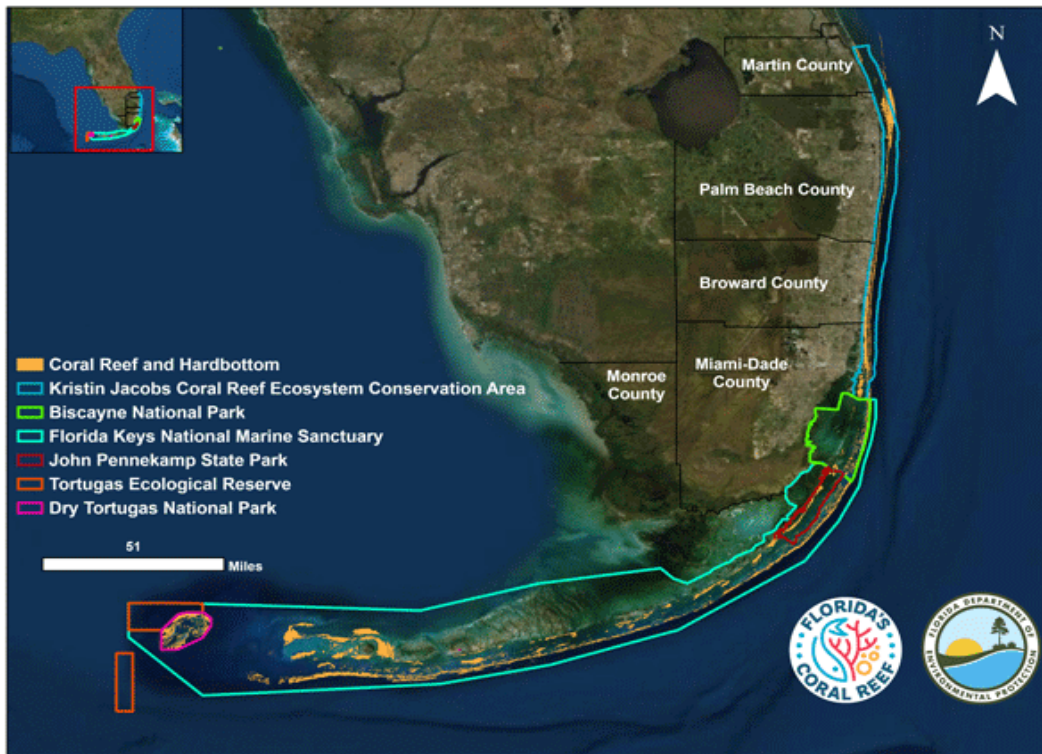 N
Martin County
Palm Beach County
Broward County
Miami-Dade
County
Monroe
County
Coral Reef and Hardbottom
Kristin Jacobs Coral Reef Ecosystem Conservation Area
Biscayne National Park
Florida Keys National Marine Sanctuary
John Pennekamp State Park
Tortugas Ecological Reserve
Dry Tortugas National Park
51
Miles
FLORIDA'S
CORAL REEF
FLORIDA DEPARTMENT OF
ENVIRONMENTAL PROTECTION